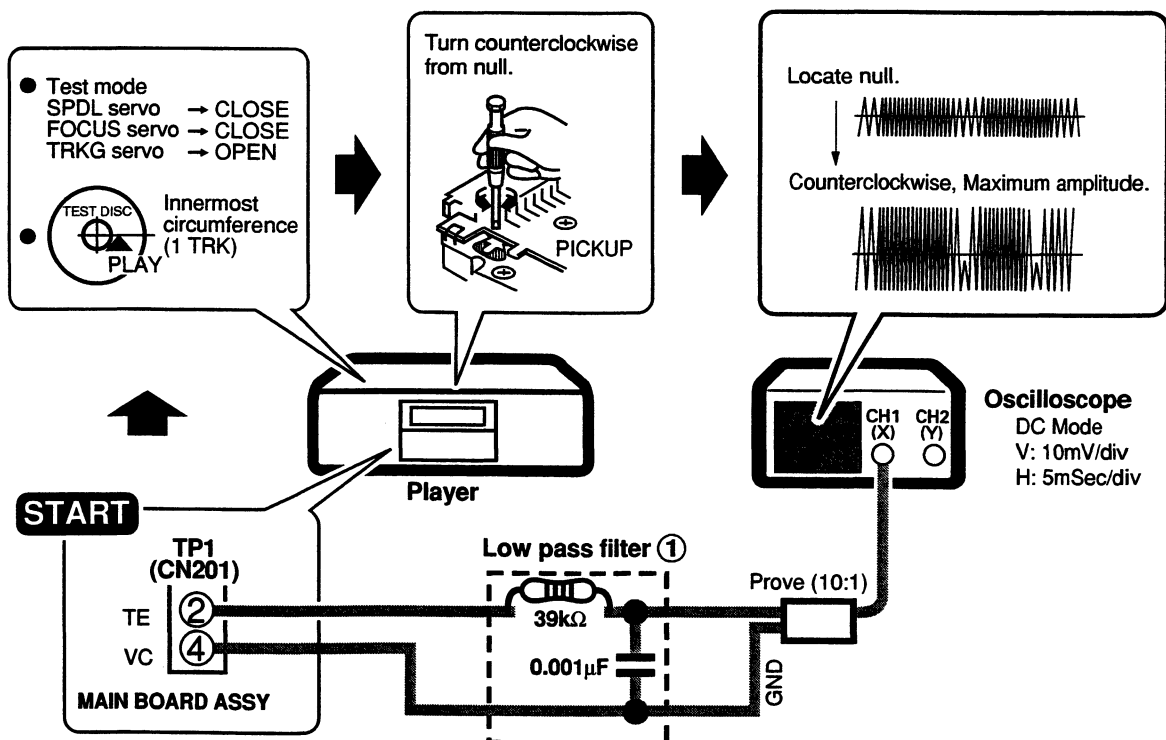 ● Test mode
SPDL servo → CLOSE
FOCUS servo → CLOSE
TRKG servo → OPEN
●
TEST DISC
PLAY
Innermost
circumference
(1 TRK)
Turn counterclockwise
from null.
PICKUP
Locate null.
Counterclockwise, Maximum amplitude.
Player
CH1
(X)
CH2
(Y)
Oscilloscope
DC Mode
V: 10mV/div
H: 5mSec/div
START
TP1
(CN201)
TE ②
VC ④
MAIN BOARD ASSY
Low pass filter ①
39kΩ
0.001μF
Prove (10:1)
GND